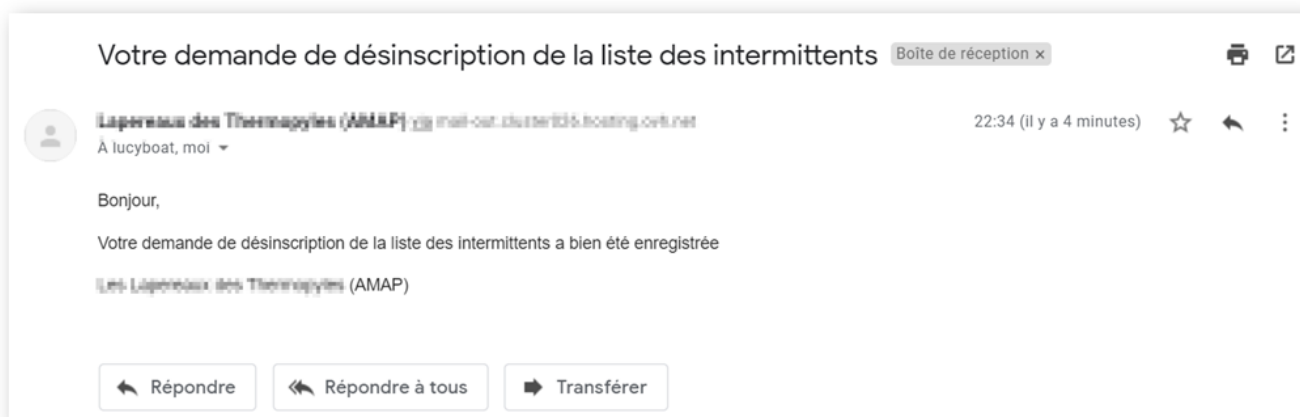 Votre demande de désinscription de la liste des intermittents Boîte de réception ×
(AMAP) 22:34 (il y a 4 minutes)
À lucyboat, moi
Bonjour,
Votre demande de désinscription de la liste des intermittents a bien été enregistrée
(AMAP)
Répondre Répondre à tous Transférer